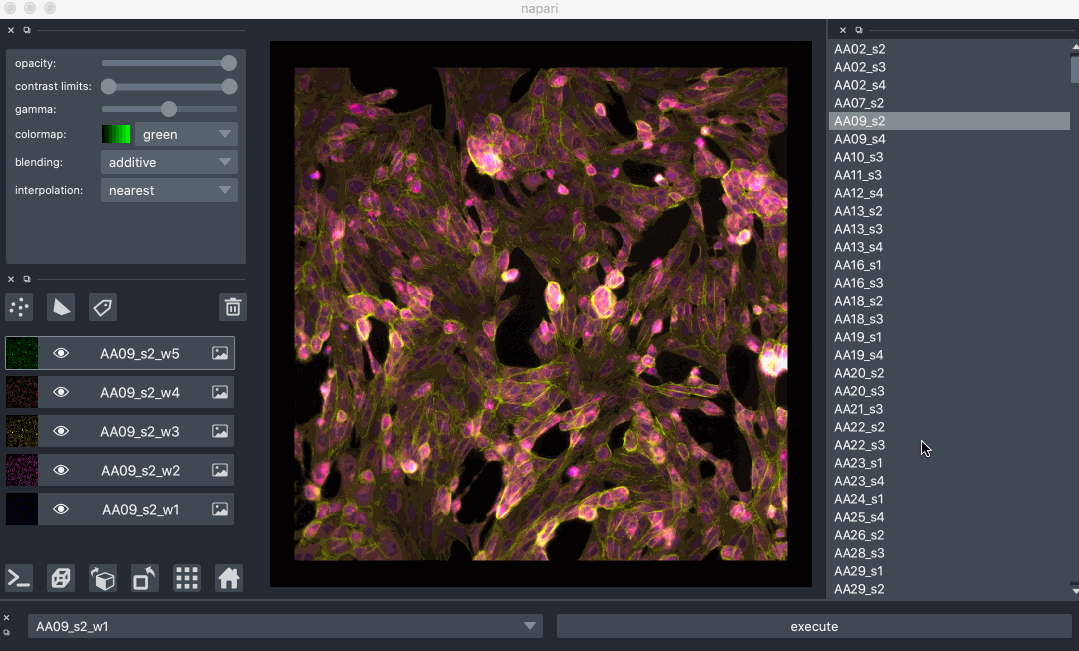 napari
opacity:
contrast limits:
gamma:
colormap: green
blending: additive
interpolation: nearest
AA09_s2_w5
AA09_s2_w4
AA09_s2_w3
AA09_s2_w2
AA09_s2_w1
AA02_s2
AA02_s3
AA02_s4
AA07_s2
AA09_s2
AA09_s4
AA10_s3
AA11_s3
AA12_s4
AA13_s2
AA13_s3
AA13_s4
AA16_s1
AA16_s3
AA18_s2
AA18_s3
AA19_s1
AA19_s4
AA20_s2
AA20_s3
AA21_s3
AA22_s2
AA22_s3
AA23_s1
AA23_s4
AA24_s1
AA25_s4
AA26_s2
AA28_s3
AA29_s1
AA29_s2
AA09_s2_w1
execute